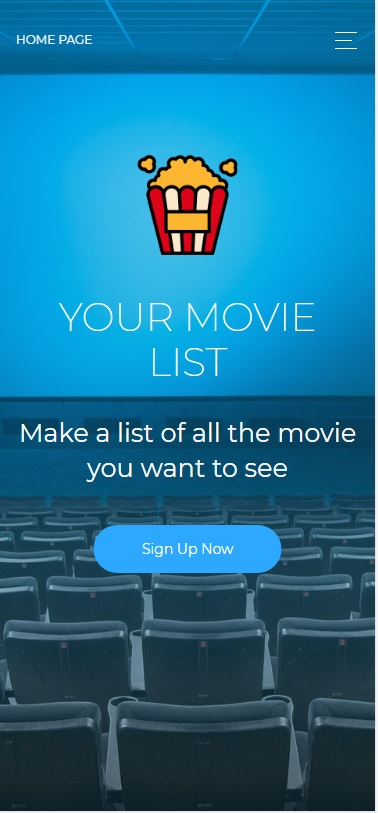 HOME PAGE
YOUR MOVIE
LIST
Make a list of all the movie
you want to see
Sign Up Now